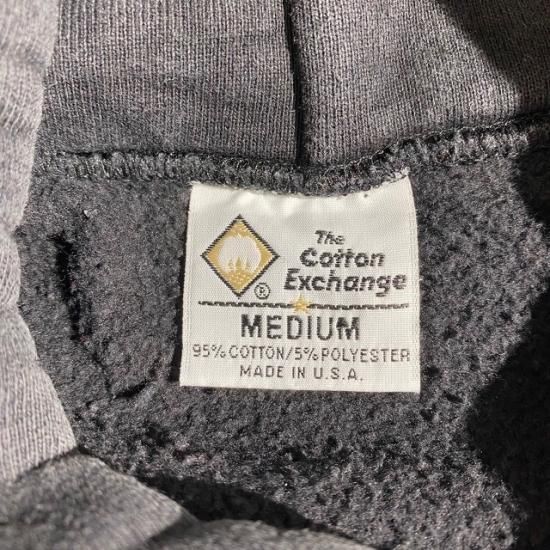 The
Cotton
Exchange
®
MEDIUM
95% COTTON/5% POLYESTER
MADE IN U.S.A.